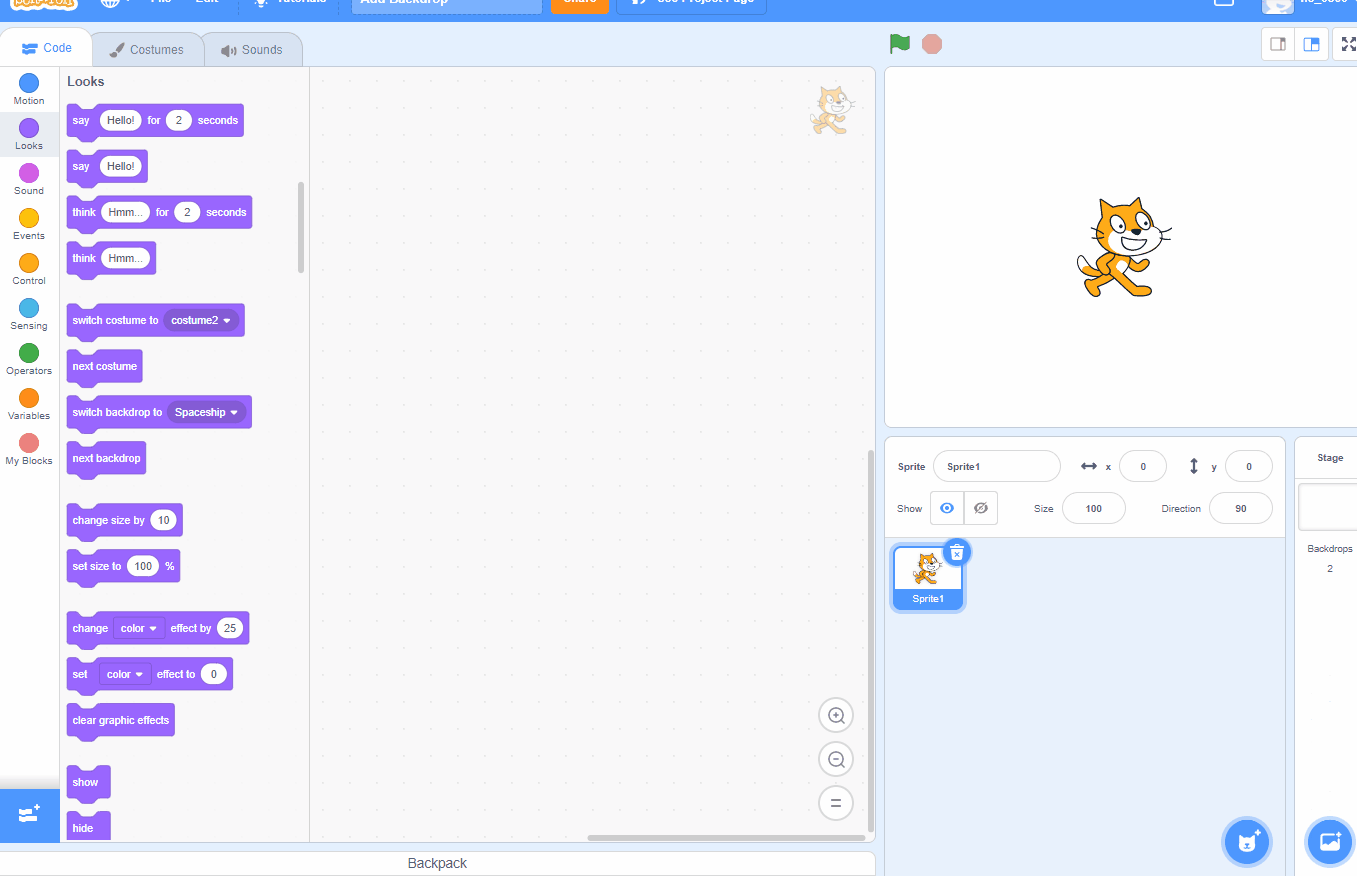 File Edit Tutorials Add Backdrop Share See Project Page
Code Costumes Sounds
Motion
Looks
Sound
Events
Control
Sensing
Operators
Variables
My Blocks
Looks
say Hello! for 2 seconds
say Hello!
think Hmm... for 2 seconds
think Hmm...
switch costume to costume2
next costume
switch backdrop to Spaceship
next backdrop
change size by 10
set size to 100 %
change color effect by 25
set color effect to 0
clear graphic effects
show
hide
Backpack
Sprite Sprite1 x 0 y 0
Show Size 100 Direction 90
Sprite1
Stage
Backdrops
2